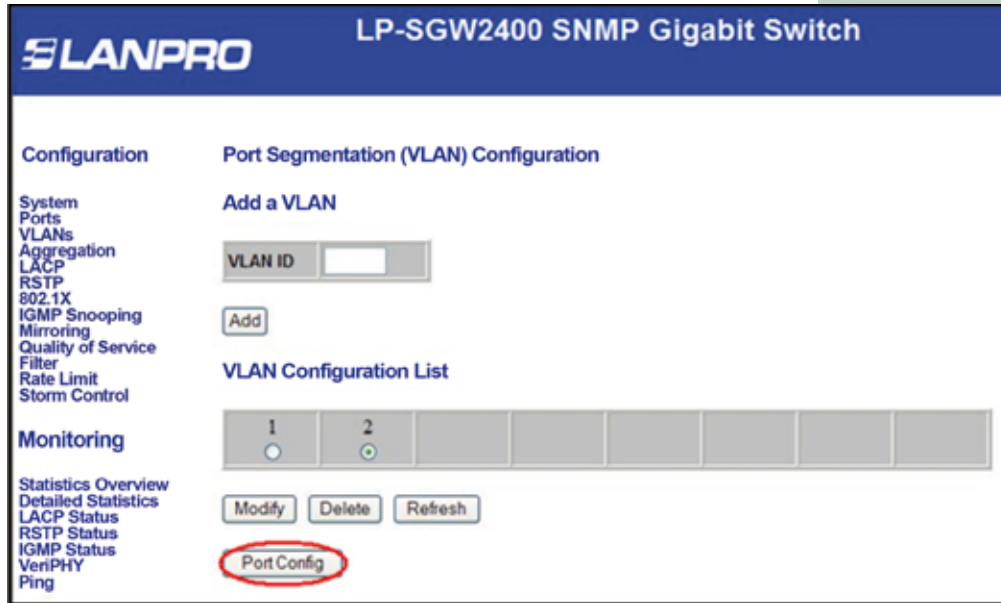 LANPRO
LP-SGW2400 SNMP Gigabit Switch
Configuration
System
Ports
VLANs
Aggregation
LACP
RSTP
802.1X
IGMP Snooping
Mirroring
Quality of Service
Filter
Rate Limit
Storm Control
Monitoring
Statistics Overview
Detailed Statistics
LACP Status
RSTP Status
IGMP Status
VeriPHY
Ping
Port Segmentation (VLAN) Configuration
Add a VLAN
VLAN ID
Add
VLAN Configuration List
1 2
Modify Delete Refresh
Port Config